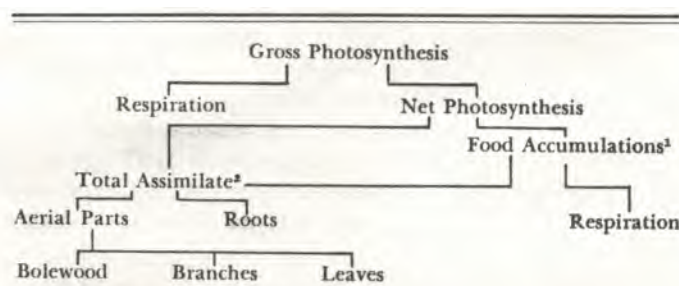 Gross Photosynthesis
Respiration Net Photosynthesis
Food Accumulations¹
Total Assimilate²
Aerial Parts Roots Respiration
Bolewood Branches Leaves